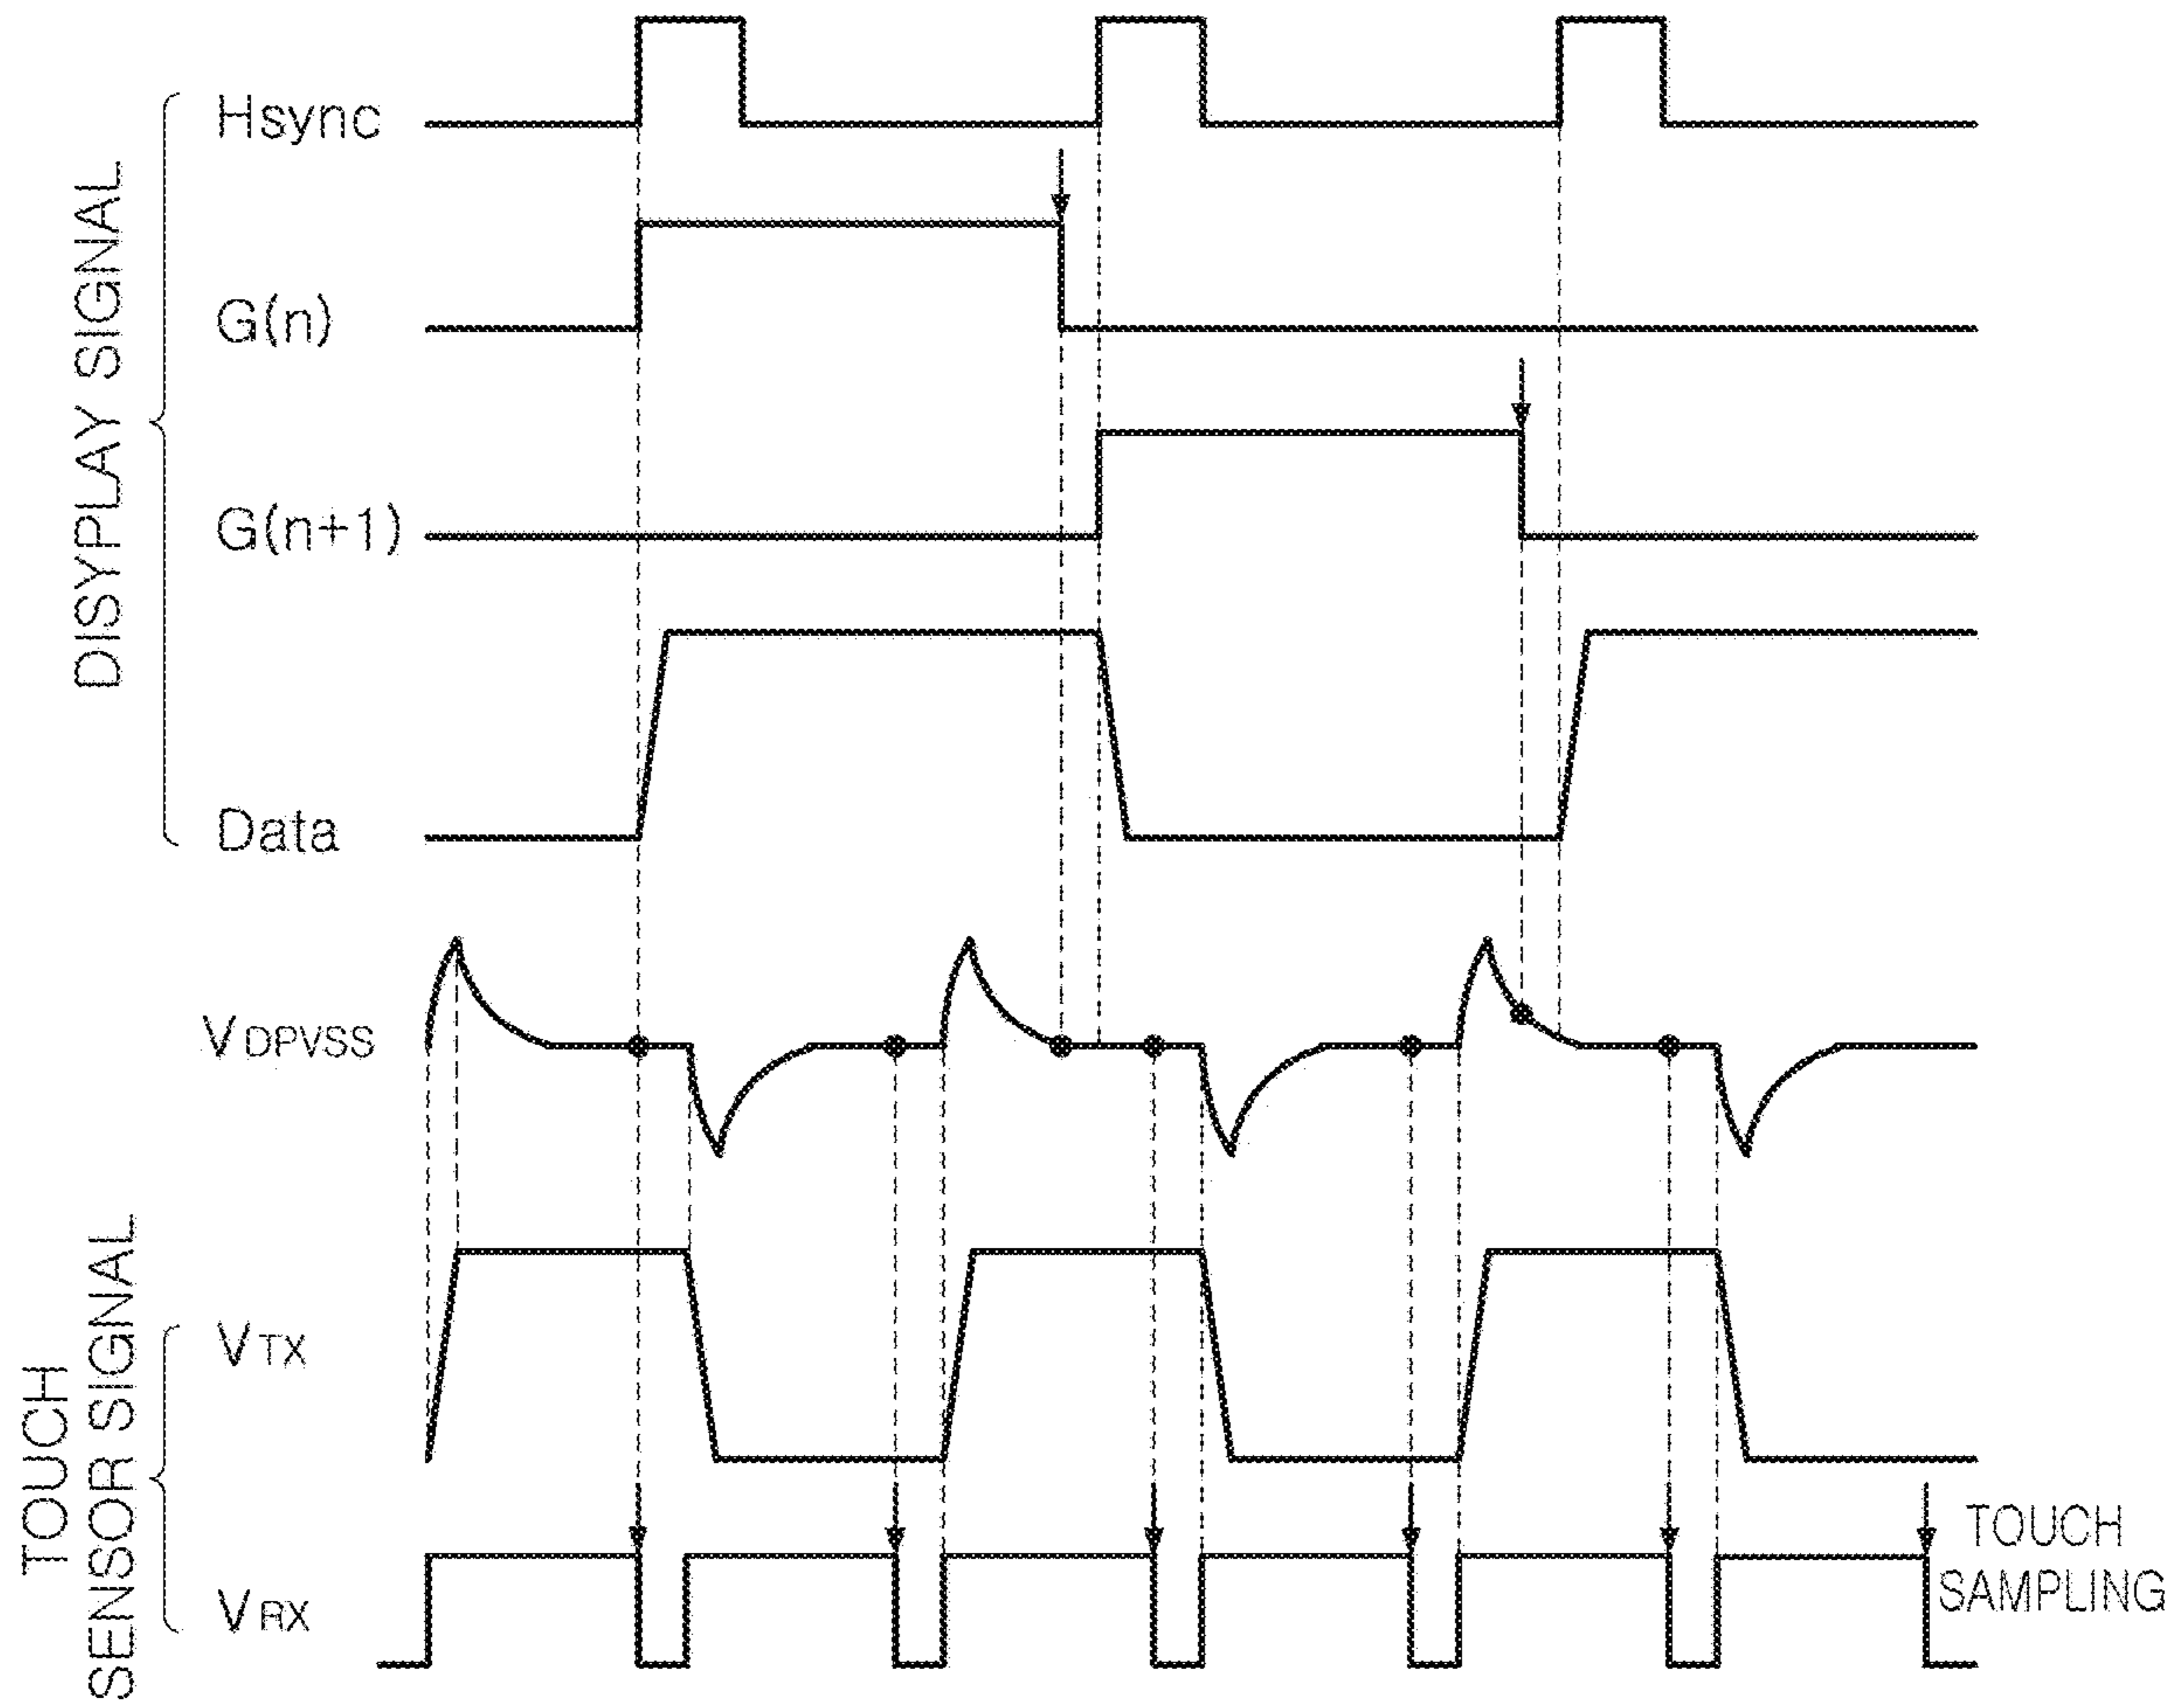 DISYPLAY SIGNAL
Hsync
G(n)
G(n+1)
Data
VDPVSS
TOUCH
SENSOR SIGNAL
VTX
VRX
TOUCH
SAMPLING